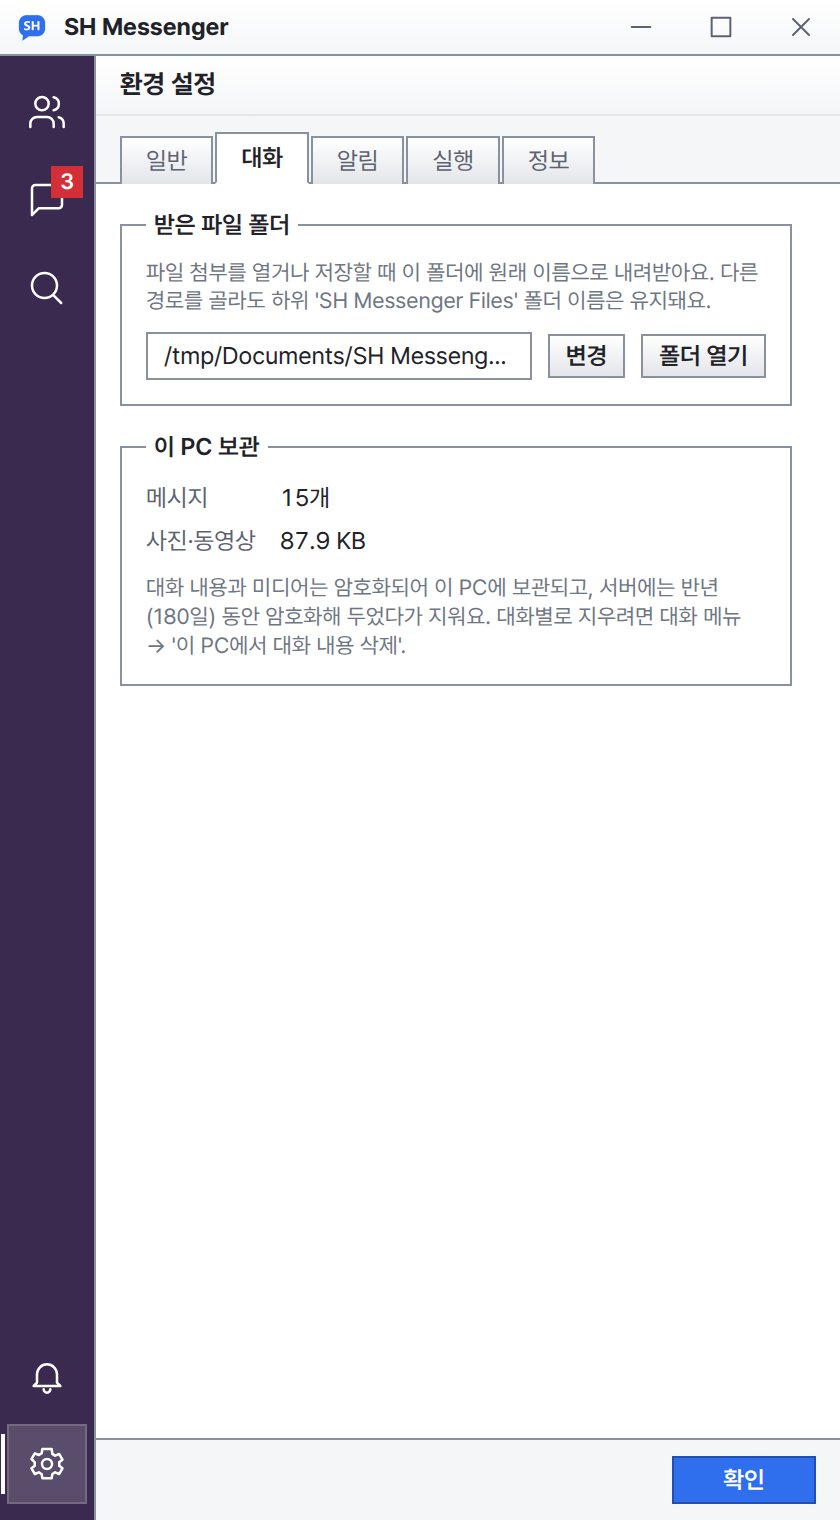 SH
SH Messenger
환경 설정
3
일반
대화
알림
실행
정보
받은 파일 폴더
파일 첨부를 열거나 저장할 때 이 폴더에 원래 이름으로 내려받아요. 다른
경로를 골라도 하위 'SH Messenger Files' 폴더 이름은 유지돼요.
/tmp/Documents/SH Messeng...
변경
폴더 열기
이 PC 보관
메시지 15개
사진·동영상 87.9 KB
대화 내용과 미디어는 암호화되어 이 PC에 보관되고, 서버에는 반년
(180일) 동안 암호화해 두었다가 지워요. 대화별로 지우려면 대화 메뉴
→ '이 PC에서 대화 내용 삭제'.
확인